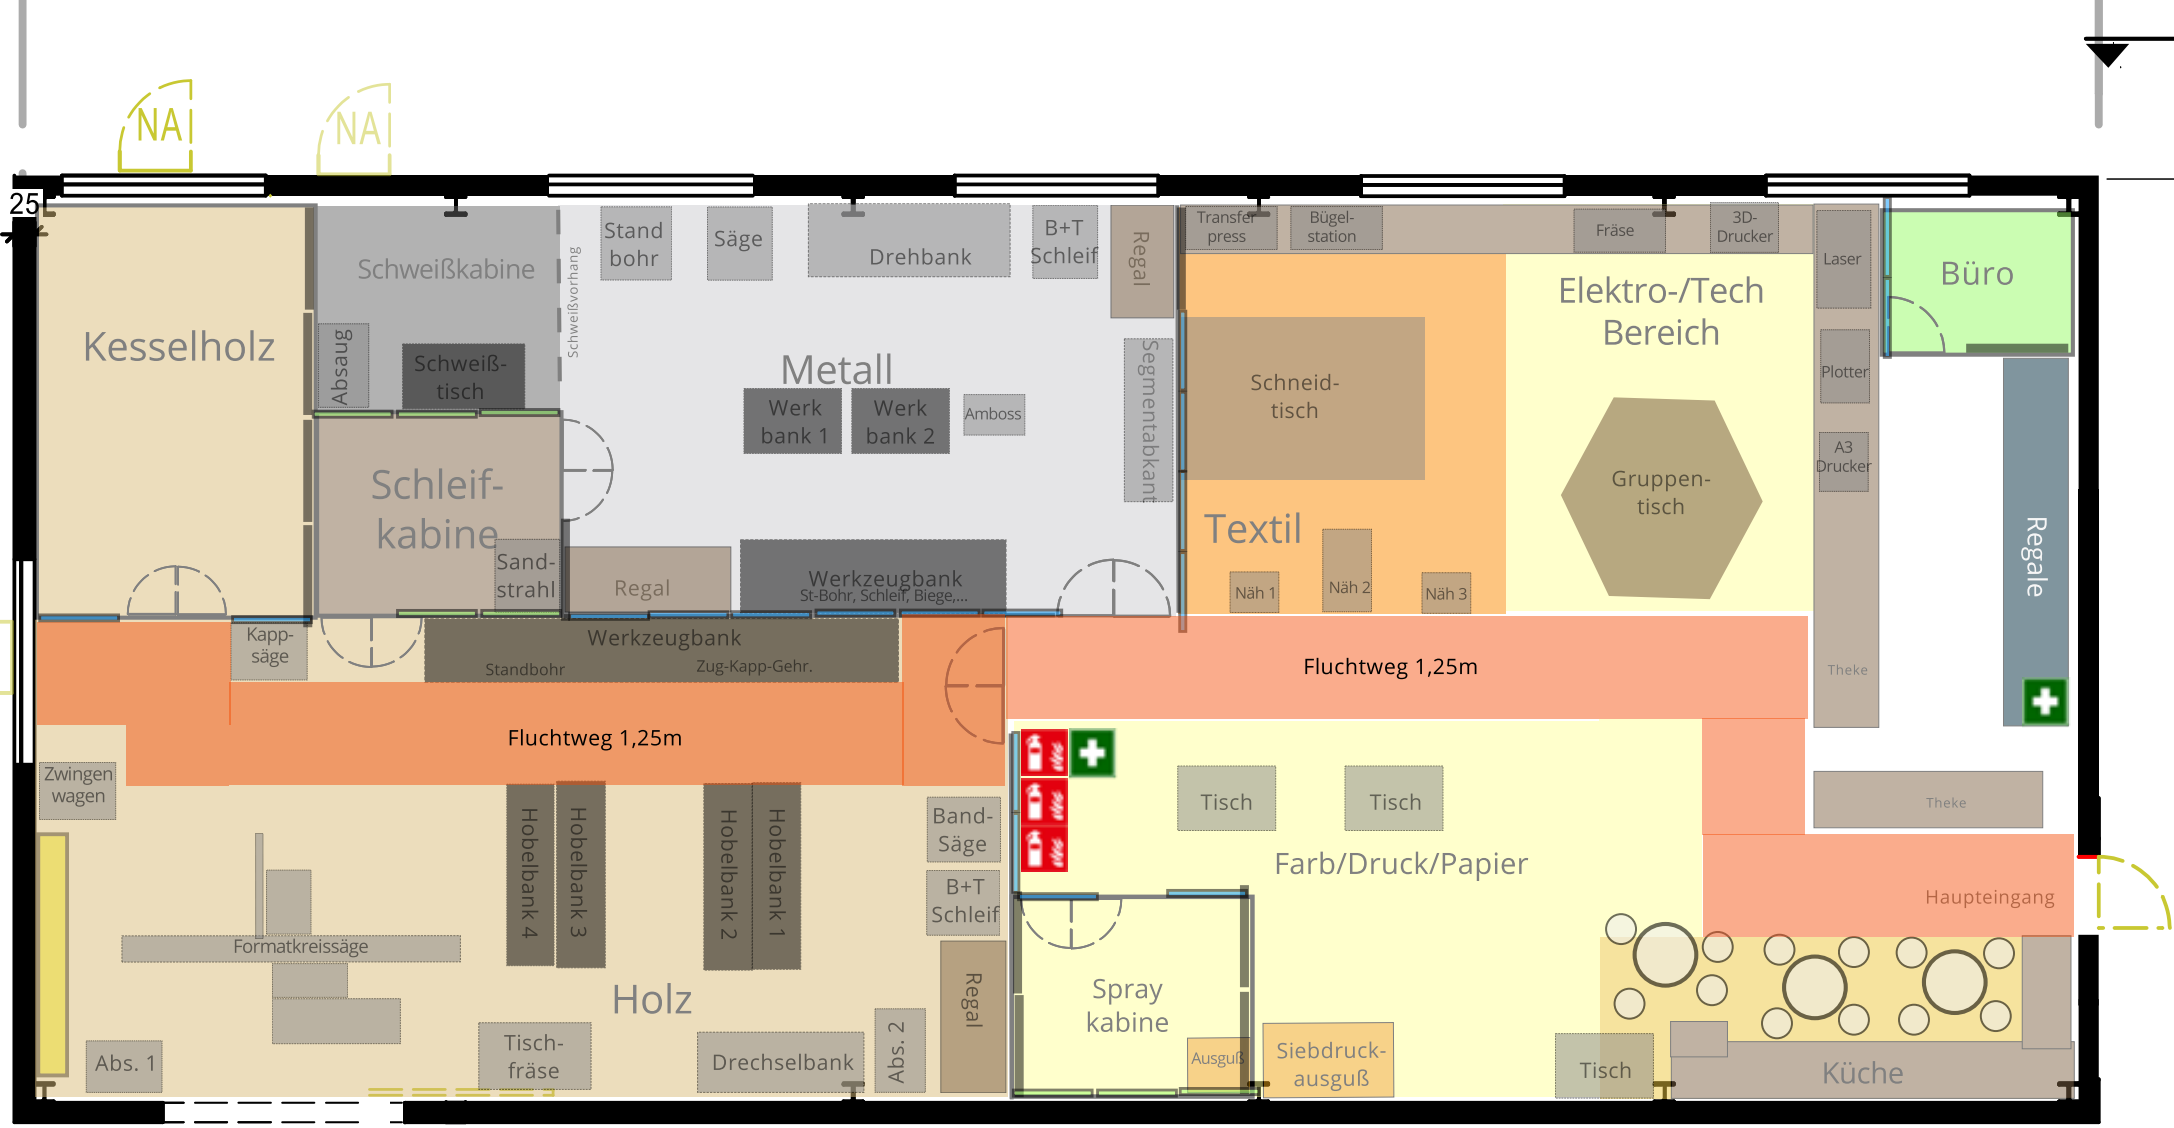 NA
NA
25
Kesselholz
Schweißkabine
Schweißvorhang
Absaug
Schweiß-
tisch
Schleif-
kabine
Sand-
strahl
Stand
bohr
Säge
Drehbank
B+T
Schleif
Regal
Metall
Werk
bank 1
Werk
bank 2
Amboss
Segmentabkant
Regal
Werkzeugbank
St-Bohr, Schleif, Biege,...
Transfer
press
Bügel-
station
Fräse
3D-
Drucker
Laser
Plotter
A3
Drucker
Theke
Elektro-/Tech
Bereich
Schneid-
tisch
Gruppen-
tisch
Textil
Näh 1
Näh 2
Näh 3
Büro
Regale
Kapp-
säge
Werkzeugbank
Standbohr
Zug-Kapp-Gehr.
Fluchtweg 1,25m
Fluchtweg 1,25m
Zwingen
wagen
Hobelbank 4
Hobelbank 3
Hobelbank 2
Hobelbank 1
Band-
Säge
B+T
Schleif
Formatkreissäge
Holz
Regal
Abs. 1
Tisch-
fräse
Drechselbank
Abs. 2
Tisch
Tisch
Farb/Druck/Papier
Theke
Haupteingang
Spray
kabine
Ausguß
Siebdruck-
ausguß
Tisch
Küche